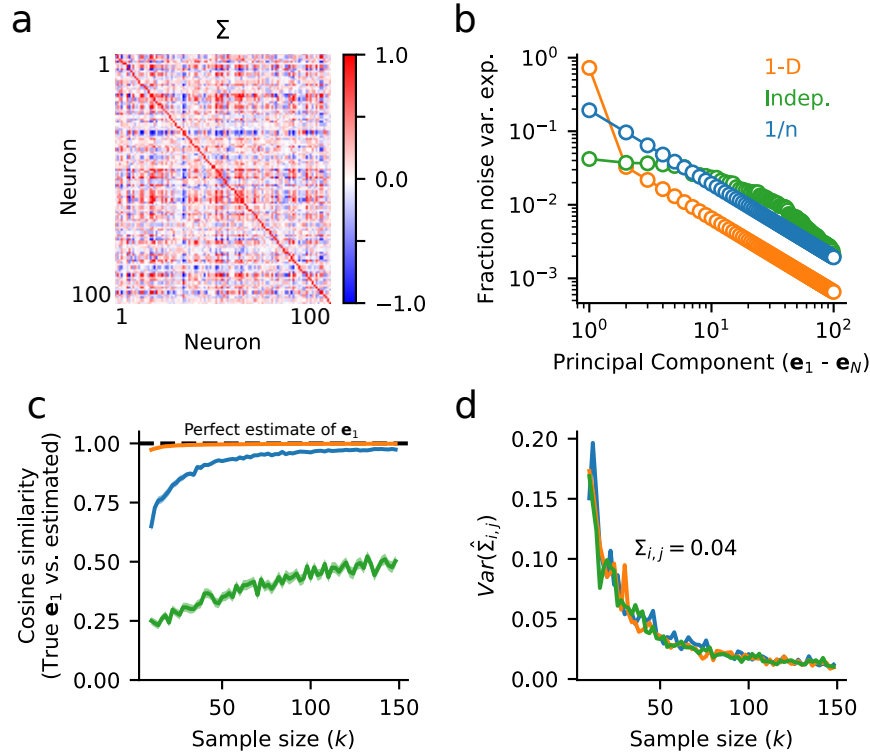 a
Σ
1
Neuron
100
1
100
Neuron
1.0
0.0
−1.0
b
Fraction noise var. exp.
10⁰
10⁻¹
10⁻²
10⁻³
1-D
Indep.
1/n
10⁰
10¹
10²
Principal Component (e₁ - e_N)
c
Cosine similarity
(True e₁ vs. estimated)
1.00
0.75
0.50
0.25
0.00
Perfect estimate of e₁
50
100
150
Sample size (k)
d
Var(Σ̂ᵢ,ⱼ)
0.20
0.15
0.10
0.05
0.00
Σᵢ,ⱼ = 0.04
50
100
150
Sample size (k)